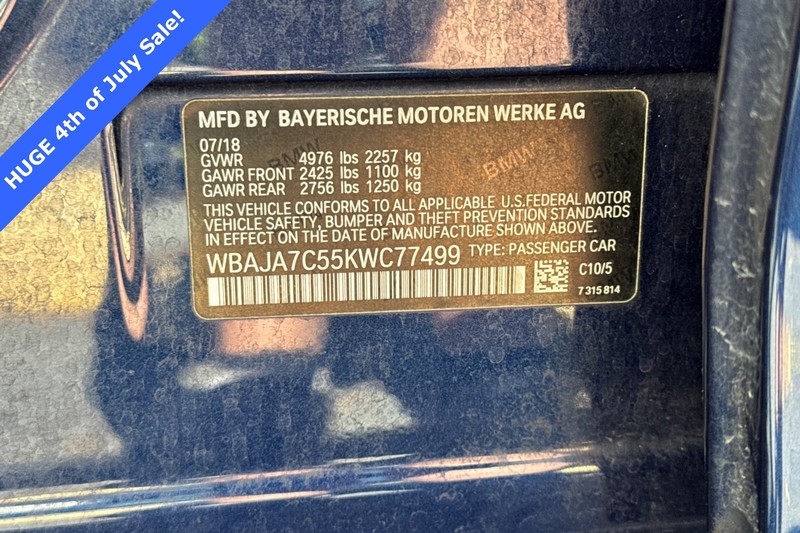 HUGE 4th of July Sale!
MFD BY BAYERISCHE MOTOREN WERKE AG
07/18
GVWR 4976 lbs 2257 kg
GAWR FRONT 2425 lbs 1100 kg
GAWR REAR 2756 lbs 1250 kg
THIS VEHICLE CONFORMS TO ALL APPLICABLE U.S.FEDERAL MOTOR
VEHICLE SAFETY, BUMPER AND THEFT PREVENTION STANDARDS
IN EFFECT ON THE DATE OF MANUFACTURE SHOWN ABOVE.
WBAJA7C55KWC77499 TYPE: PASSENGER CAR
C10/5
7 315 814
BMW
BMW
BMW